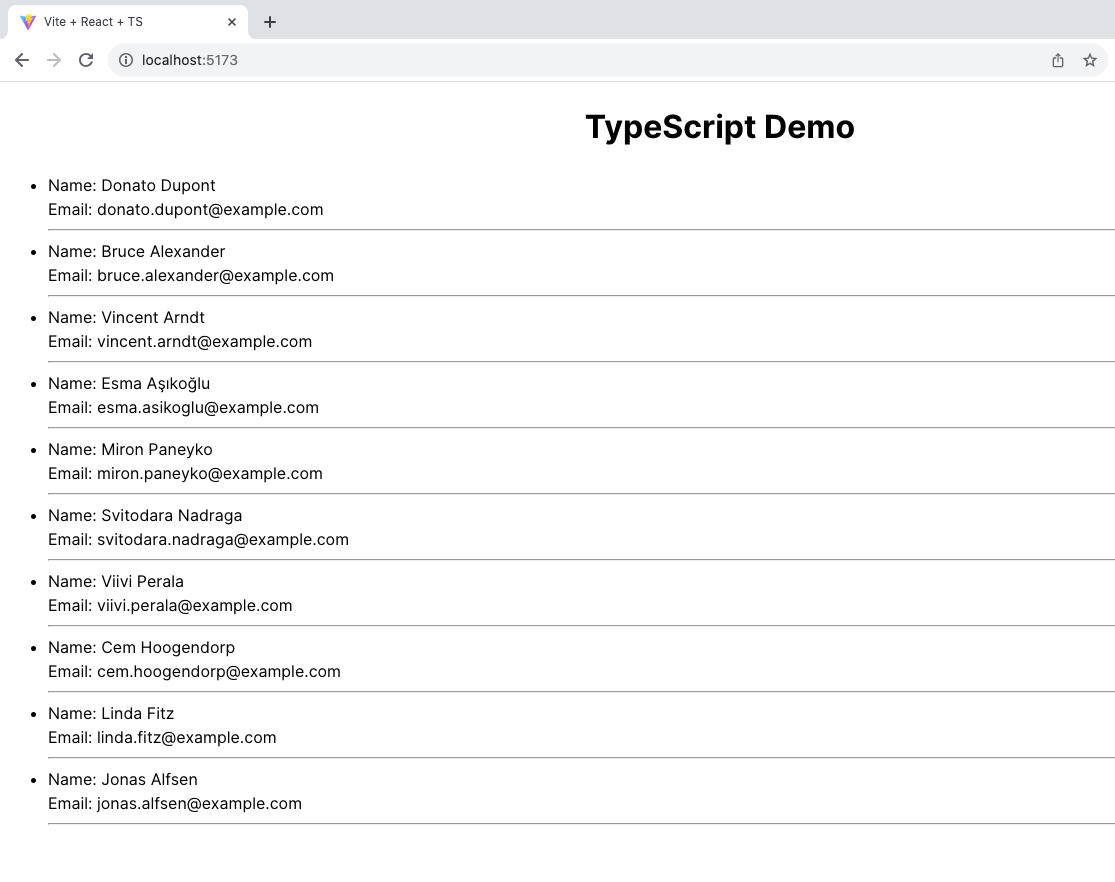 Vite + React + TS
localhost:5173
TypeScript Demo
Name: Donato Dupont
Email: donato.dupont@example.com
Name: Bruce Alexander
Email: bruce.alexander@example.com
Name: Vincent Arndt
Email: vincent.arndt@example.com
Name: Esma Aşıkoğlu
Email: esma.asikoglu@example.com
Name: Miron Paneyko
Email: miron.paneyko@example.com
Name: Svitodara Nadraga
Email: svitodara.nadraga@example.com
Name: Viivi Perala
Email: viivi.perala@example.com
Name: Cem Hoogendorp
Email: cem.hoogendorp@example.com
Name: Linda Fitz
Email: linda.fitz@example.com
Name: Jonas Alfsen
Email: jonas.alfsen@example.com